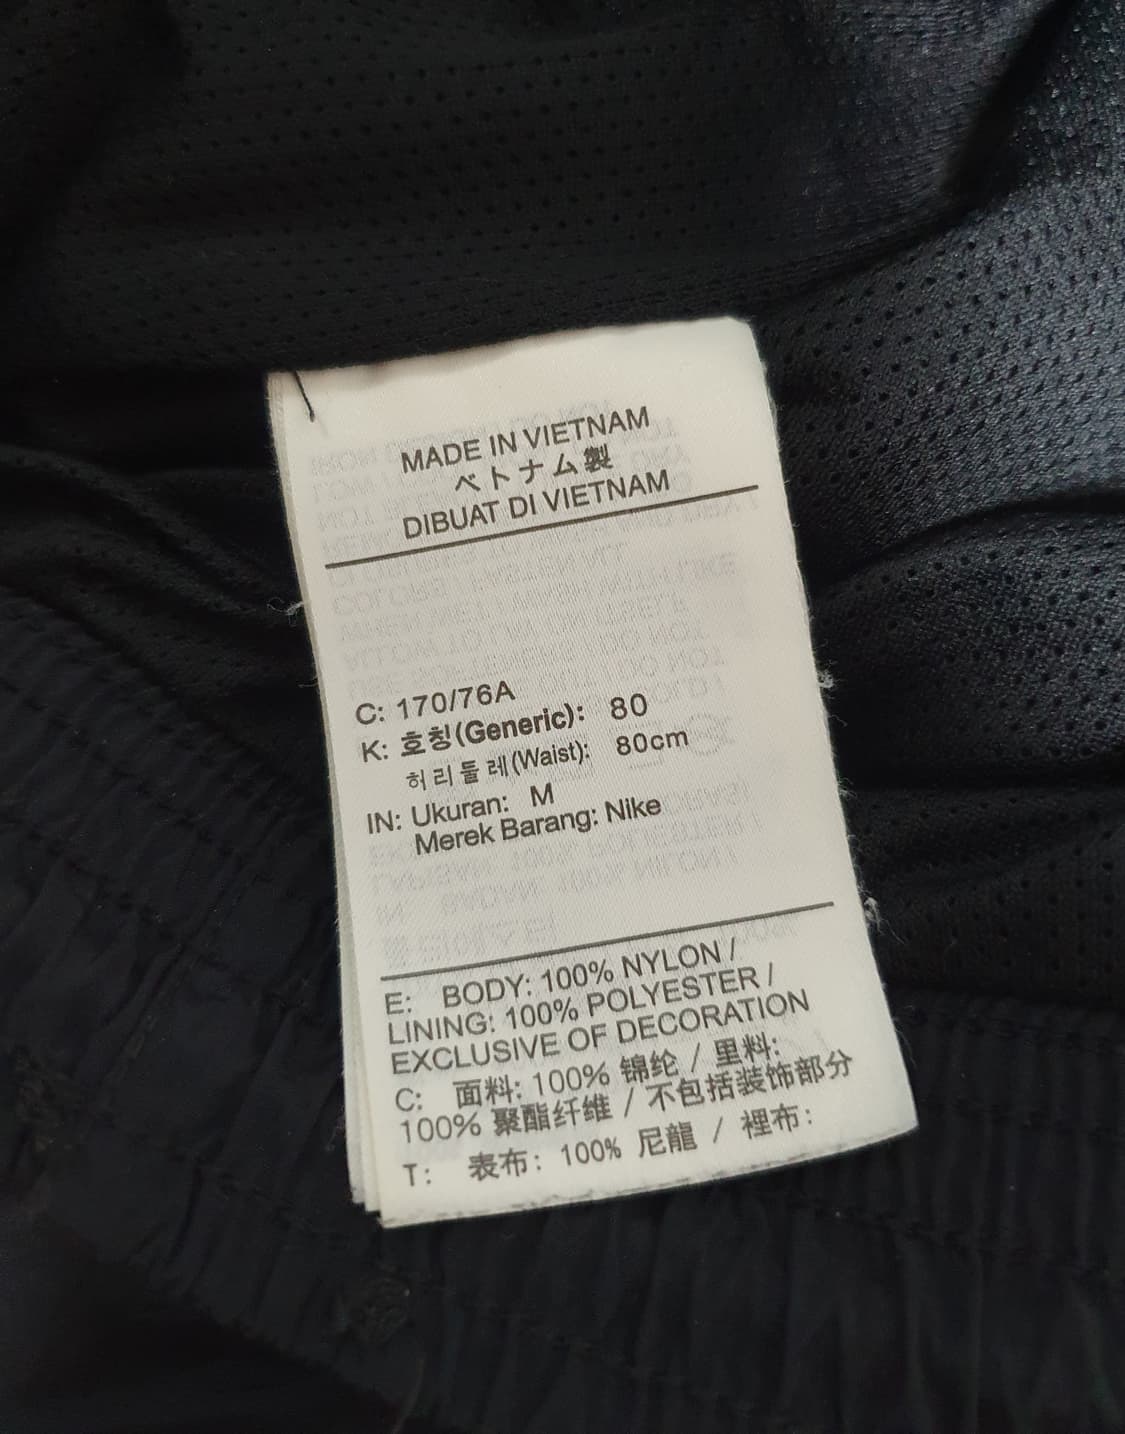 MADE IN VIETNAM
ベトナム製
DIBUAT DI VIETNAM
C: 170/76A
K: 호칭(Generic): 80
허리둘레(Waist): 80cm
IN: Ukuran: M
Merek Barang: Nike
E: BODY: 100% NYLON /
LINING: 100% POLYESTER /
EXCLUSIVE OF DECORATION
C: 面料: 100% 锦纶 / 里料:
100% 聚酯纤维 / 不包括装饰部分
T: 表布: 100% 尼龍 / 裡布: